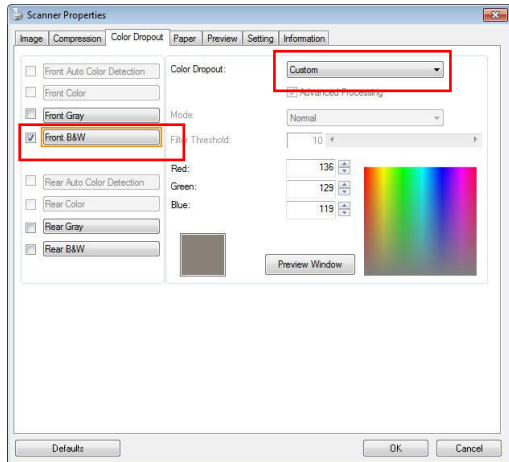 Scanner Properties
Image Compression Color Dropout Paper Preview Setting Information
Front Auto Color Detection
Front Color
Front Gray
Front B&W
Rear Auto Color Detection
Rear Color
Rear Gray
Rear B&W
Color Dropout: Custom
Advanced Processing
Mode: Normal
Filter Threshold: 10
Red: 136
Green: 129
Blue: 119
Preview Window
Defaults OK Cancel